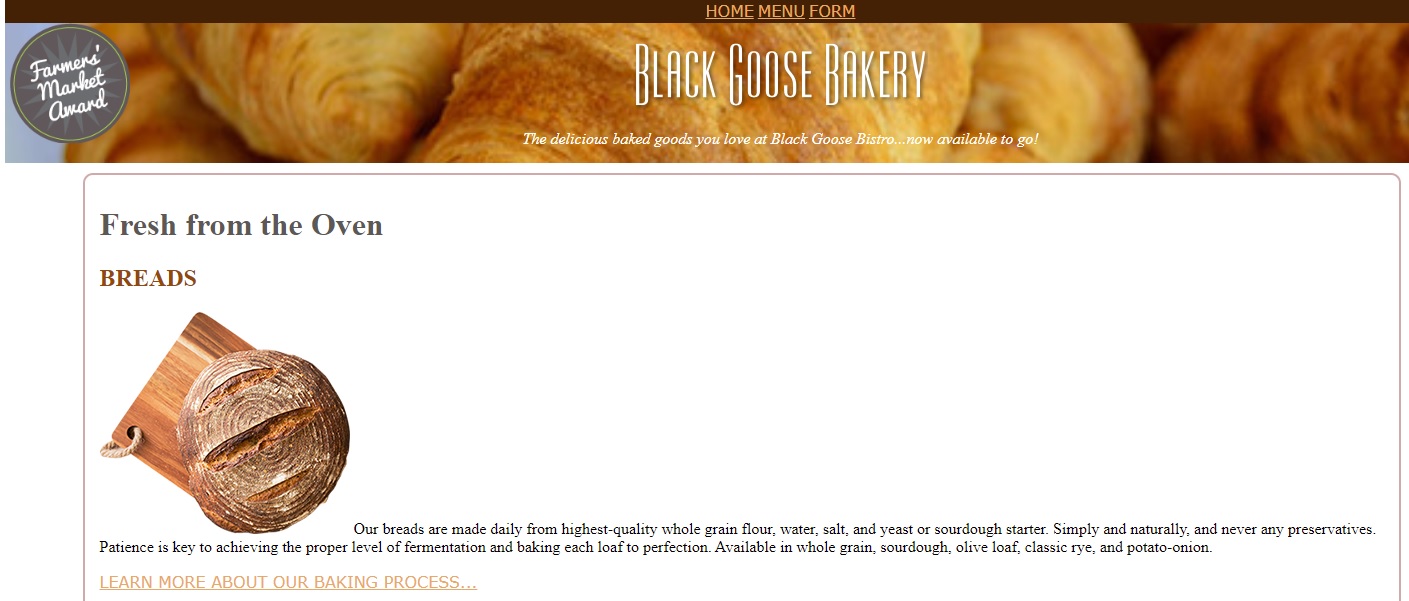 HOME MENU FORM
Farmers'
Market
Award
BLACK GOOSE BAKERY
The delicious baked goods you love at Black Goose Bistro...now available to go!
Fresh from the Oven
BREADS
Our breads are made daily from highest-quality whole grain flour, water, salt, and yeast or sourdough starter. Simply and naturally, and never any preservatives.
Patience is key to achieving the proper level of fermentation and baking each loaf to perfection. Available in whole grain, sourdough, olive loaf, classic rye, and potato-onion.
LEARN MORE ABOUT OUR BAKING PROCESS...